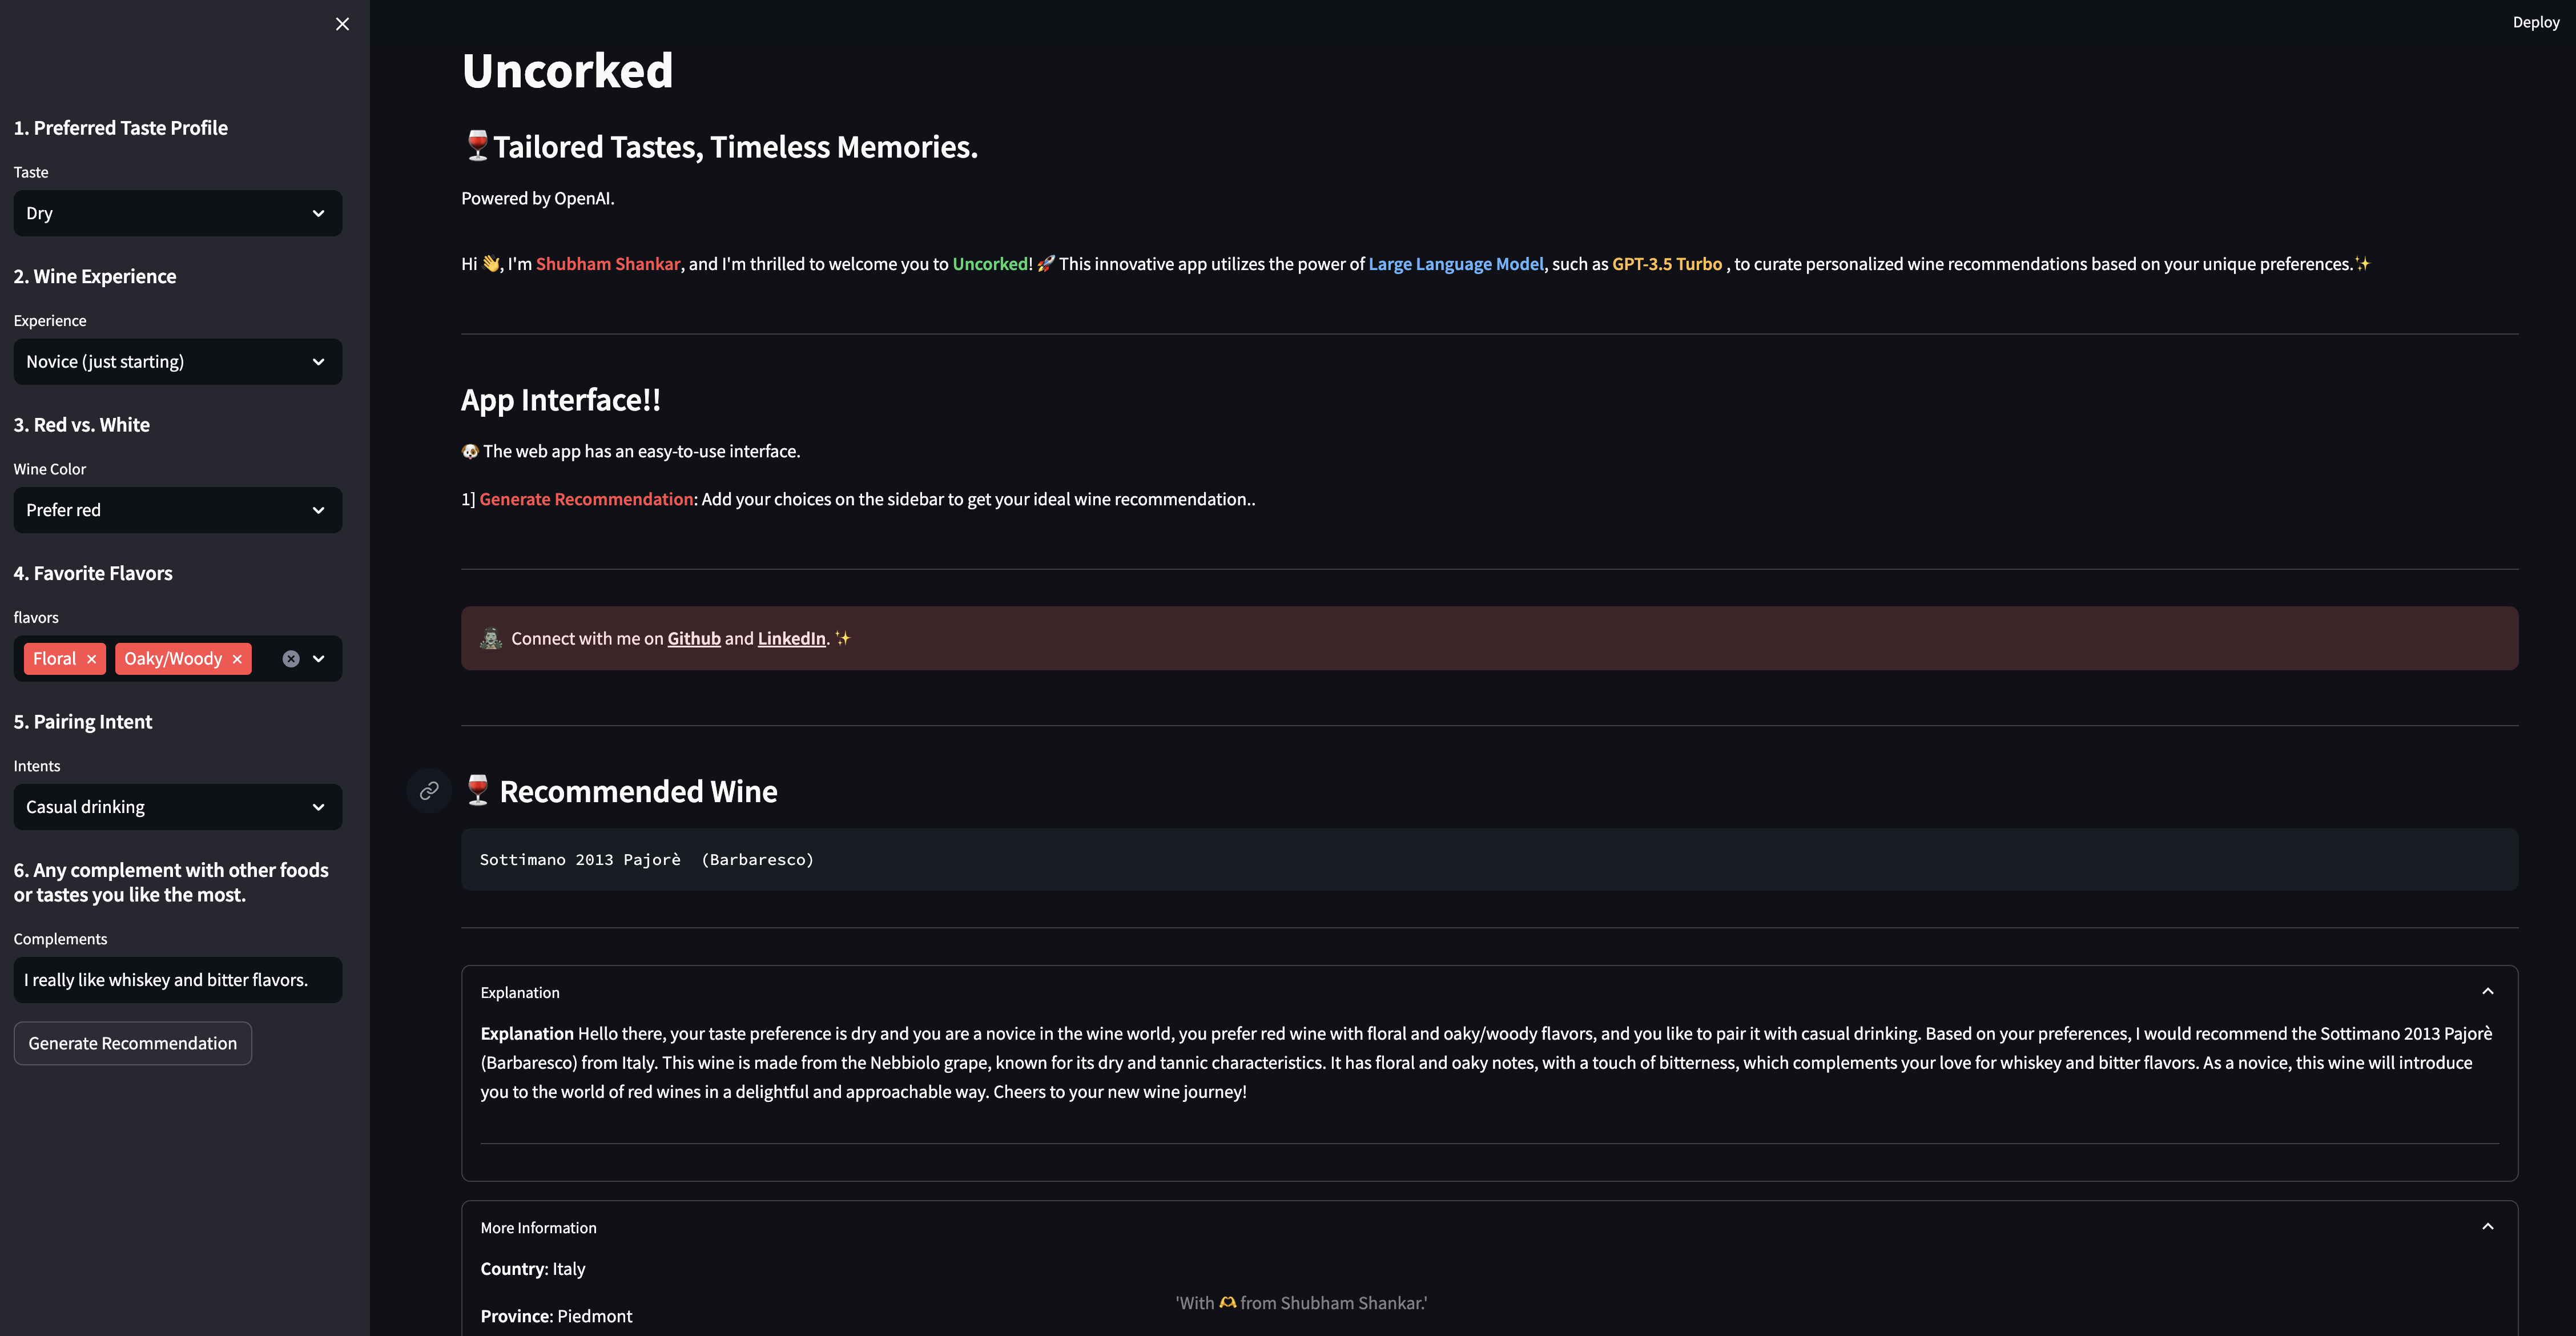 1. Preferred Taste Profile
Taste
Dry
2. Wine Experience
Experience
Novice (just starting)
3. Red vs. White
Wine Color
Prefer red
4. Favorite Flavors
flavors
Floral
Oaky/Woody
5. Pairing Intent
Intents
Casual drinking
6. Any complement with other foods
or tastes you like the most.
Complements
I really like whiskey and bitter flavors.
Generate Recommendation
Deploy
Uncorked
🍷Tailored Tastes, Timeless Memories.
Powered by OpenAI.
Hi 👋, I'm Shubham Shankar, and I'm thrilled to welcome you to Uncorked! 🚀 This innovative app utilizes the power of Large Language Model, such as GPT-3.5 Turbo , to curate personalized wine recommendations based on your unique preferences.✨
App Interface!!
🐶 The web app has an easy-to-use interface.
1] Generate Recommendation: Add your choices on the sidebar to get your ideal wine recommendation..
Connect with me on Github and LinkedIn. ✨
🍷 Recommended Wine
Sottimano 2013 Pajorè  (Barbaresco)
Explanation
Explanation Hello there, your taste preference is dry and you are a novice in the wine world, you prefer red wine with floral and oaky/woody flavors, and you like to pair it with casual drinking. Based on your preferences, I would recommend the Sottimano 2013 Pajorè
(Barbaresco) from Italy. This wine is made from the Nebbiolo grape, known for its dry and tannic characteristics. It has floral and oaky notes, with a touch of bitterness, which complements your love for whiskey and bitter flavors. As a novice, this wine will introduce
you to the world of red wines in a delightful and approachable way. Cheers to your new wine journey!
More Information
Country: Italy
'With 🫶 from Shubham Shankar.'
Province: Piedmont